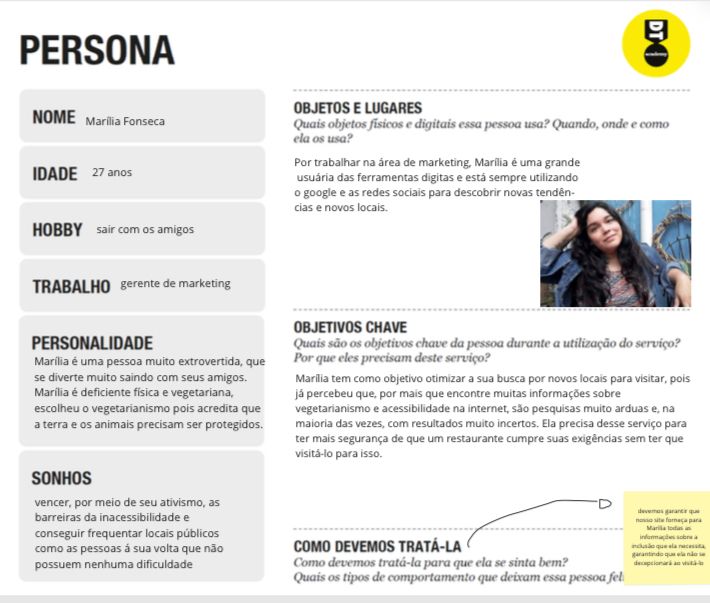 PERSONA
DT
academy
NOME Marília Fonseca
IDADE 27 anos
HOBBY sair com os amigos
TRABALHO gerente de marketing
PERSONALIDADE
Marília é uma pessoa muito extrovertida, que
se diverte muito saindo com seus amigos.
Marília é deficiente física e vegetariana,
escolheu o vegetarianismo pois acredita que
a terra e os animais precisam ser protegidos.
SONHOS
vencer, por meio de seu ativismo, as
barreiras da inacessibilidade e
conseguir frequentar locais públicos
como as pessoas á sua volta que não
possuem nenhuma dificuldade
OBJETOS E LUGARES
Quais objetos físicos e digitais essa pessoa usa? Quando, onde e como
ela os usa?
Por trabalhar na área de marketing, Marília é uma grande
usuária das ferramentas digitas e está sempre utilizando
o google e as redes sociais para descobrir novas tendên-
cias e novos locais.
OBJETIVOS CHAVE
Quais são os objetivos chave da pessoa durante a utilização do serviço?
Por que eles precisam deste serviço?
Marília tem como objetivo otimizar a sua busca por novos locais para visitar, pois
já percebeu que, por mais que encontre muitas informações sobre
vegetarianismo e acessibilidade na internet, são pesquisas muito arduas e, na
maioria das vezes, com resultados muito incertos. Ela precisa desse serviço para
ter mais segurança de que um restaurante cumpre suas exigências sem ter que
visitá-lo para isso.
COMO DEVEMOS TRATÁ-LA
Como devemos tratá-la para que ela se sinta bem?
Quais os tipos de comportamento que deixam essa pessoa feli
devemos garantir que
nosso site forneça para
Marília todas as
informações sobre a
inclusão que ela necessita,
garantindo que ela não se
decepcionará ao visitá-lo